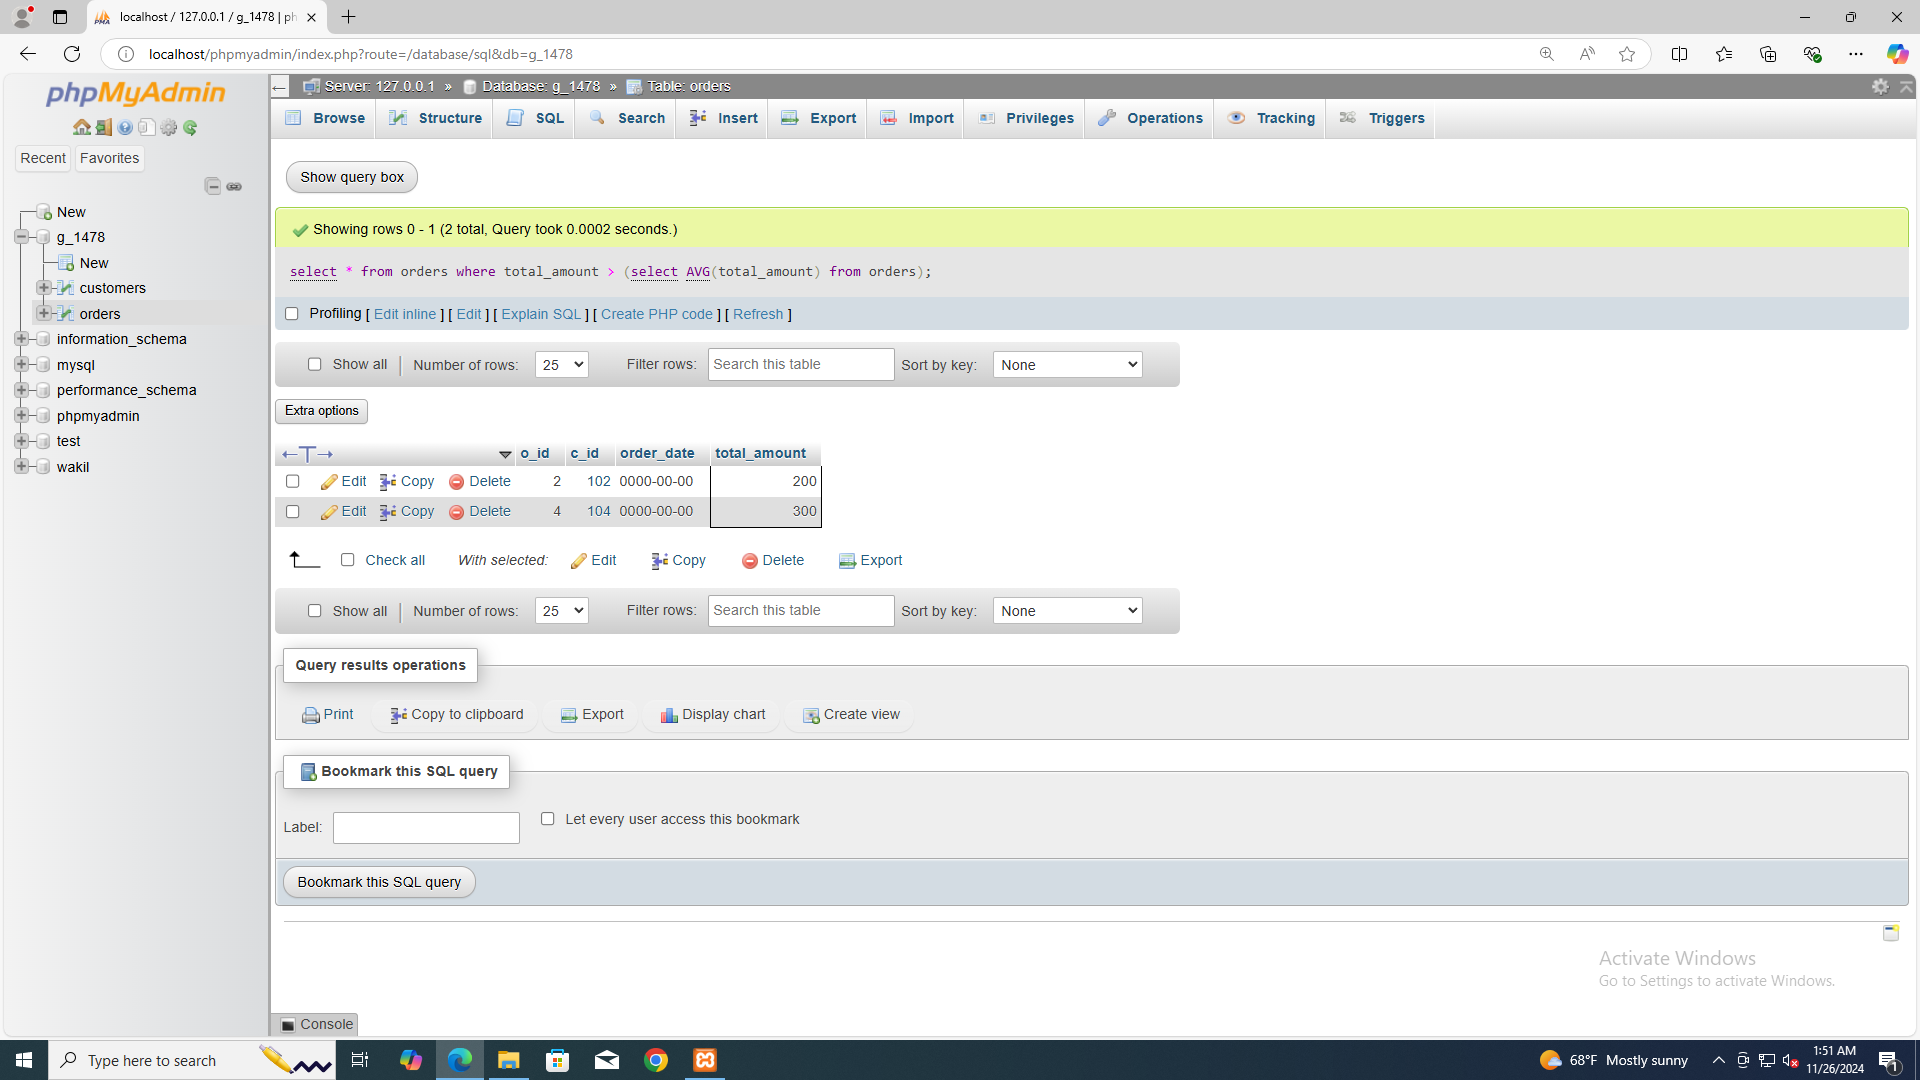 localhost / 127.0.0.1 / g_1478 | ph
localhost/phpmyadmin/index.php?route=/database/sql&db=g_1478
phpMyAdmin
Recent Favorites
New
g_1478
New
customers
orders
information_schema
mysql
performance_schema
phpmyadmin
test
wakil
Server: 127.0.0.1 » Database: g_1478 » Table: orders
Browse Structure SQL Search Insert Export Import Privileges Operations Tracking Triggers
Show query box
Showing rows 0 - 1 (2 total, Query took 0.0002 seconds.)
select * from orders where total_amount > (select AVG(total_amount) from orders);
Profiling [ Edit inline ] [ Edit ] [ Explain SQL ] [ Create PHP code ] [ Refresh ]
Show all | Number of rows: 25 Filter rows: Search this table Sort by key: None
Extra options
←T→ o_id c_id order_date total_amount
Edit Copy Delete 2 102 0000-00-00 200
Edit Copy Delete 4 104 0000-00-00 300
Check all With selected: Edit Copy Delete Export
Show all | Number of rows: 25 Filter rows: Search this table Sort by key: None
Query results operations
Print Copy to clipboard Export Display chart Create view
Bookmark this SQL query
Label: Let every user access this bookmark
Bookmark this SQL query
Activate Windows
Go to Settings to activate Windows.
Console
Type here to search
68°F Mostly sunny
1:51 AM
11/26/2024
1